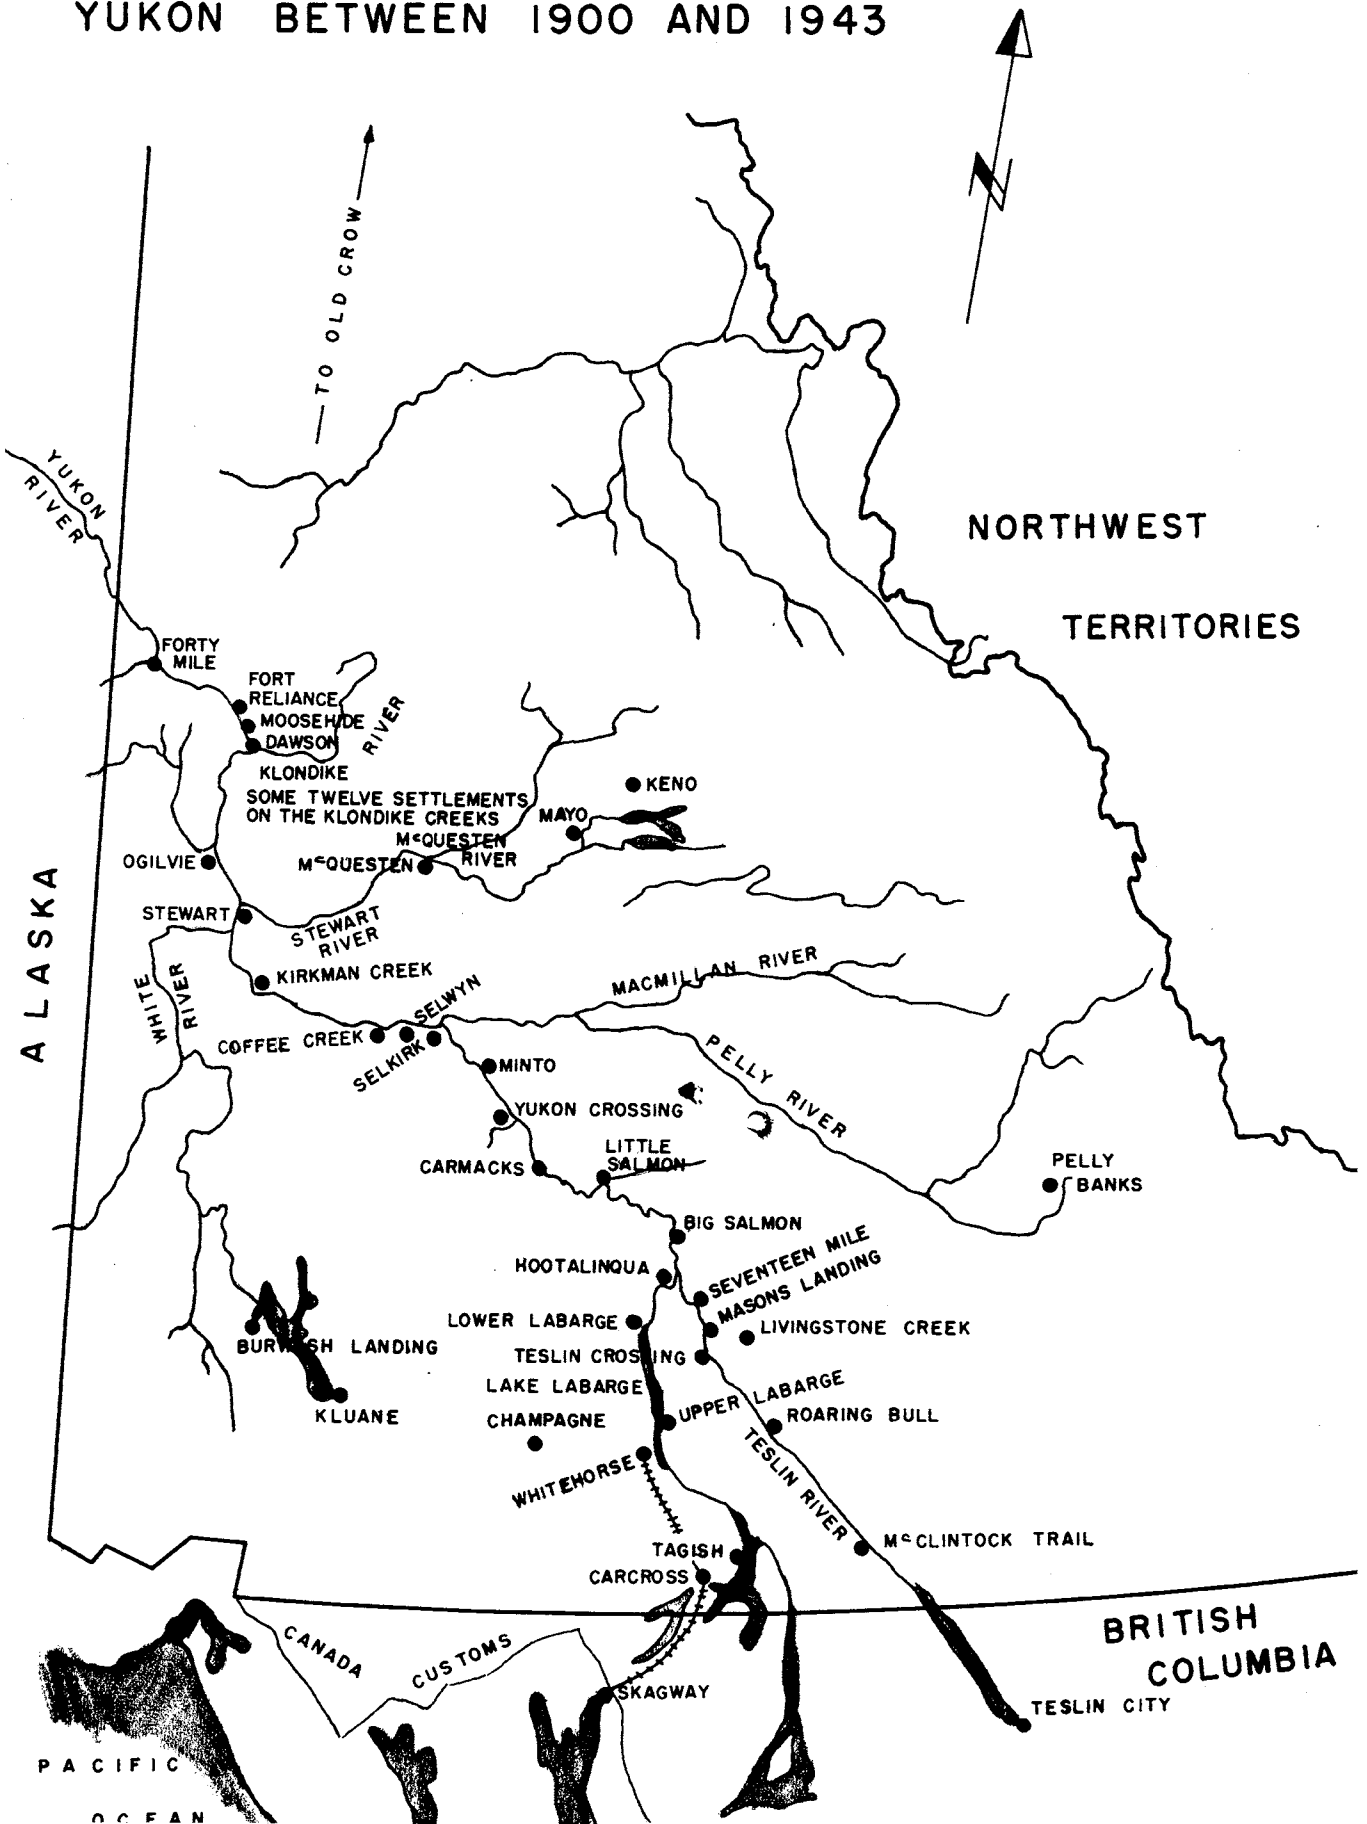 YUKON BETWEEN 1900 AND 1943
N
TO OLD CROW
YUKON
RIVER
NORTHWEST
TERRITORIES
FORTY
MILE
FORT
RELIANCE
MOOSEHIDE
DAWSON
RIVER
KLONDIKE
SOME TWELVE SETTLEMENTS
ON THE KLONDIKE CREEKS
KENO
MAYO
McQUESTEN
RIVER
McQUESTEN
OGILVIE
ALASKA
STEWART
STEWART
RIVER
KIRKMAN CREEK
WHITE
RIVER
MACMILLAN RIVER
SELWYN
COFFEE CREEK
SELKIRK
MINTO
PELLY RIVER
YUKON CROSSING
LITTLE
SALMON
CARMACKS
PELLY
BANKS
BIG SALMON
HOOTALINQUA
SEVENTEEN MILE
MASONS LANDING
LOWER LABARGE
LIVINGSTONE CREEK
BURWASH LANDING
TESLIN CROSSING
LAKE LABARGE
UPPER LABARGE
KLUANE
CHAMPAGNE
ROARING BULL
WHITEHORSE
TESLIN RIVER
McCLINTOCK TRAIL
TAGISH
CARCROSS
BRITISH
COLUMBIA
CANADA
CUSTOMS
SKAGWAY
TESLIN CITY
PACIFIC
OCEAN